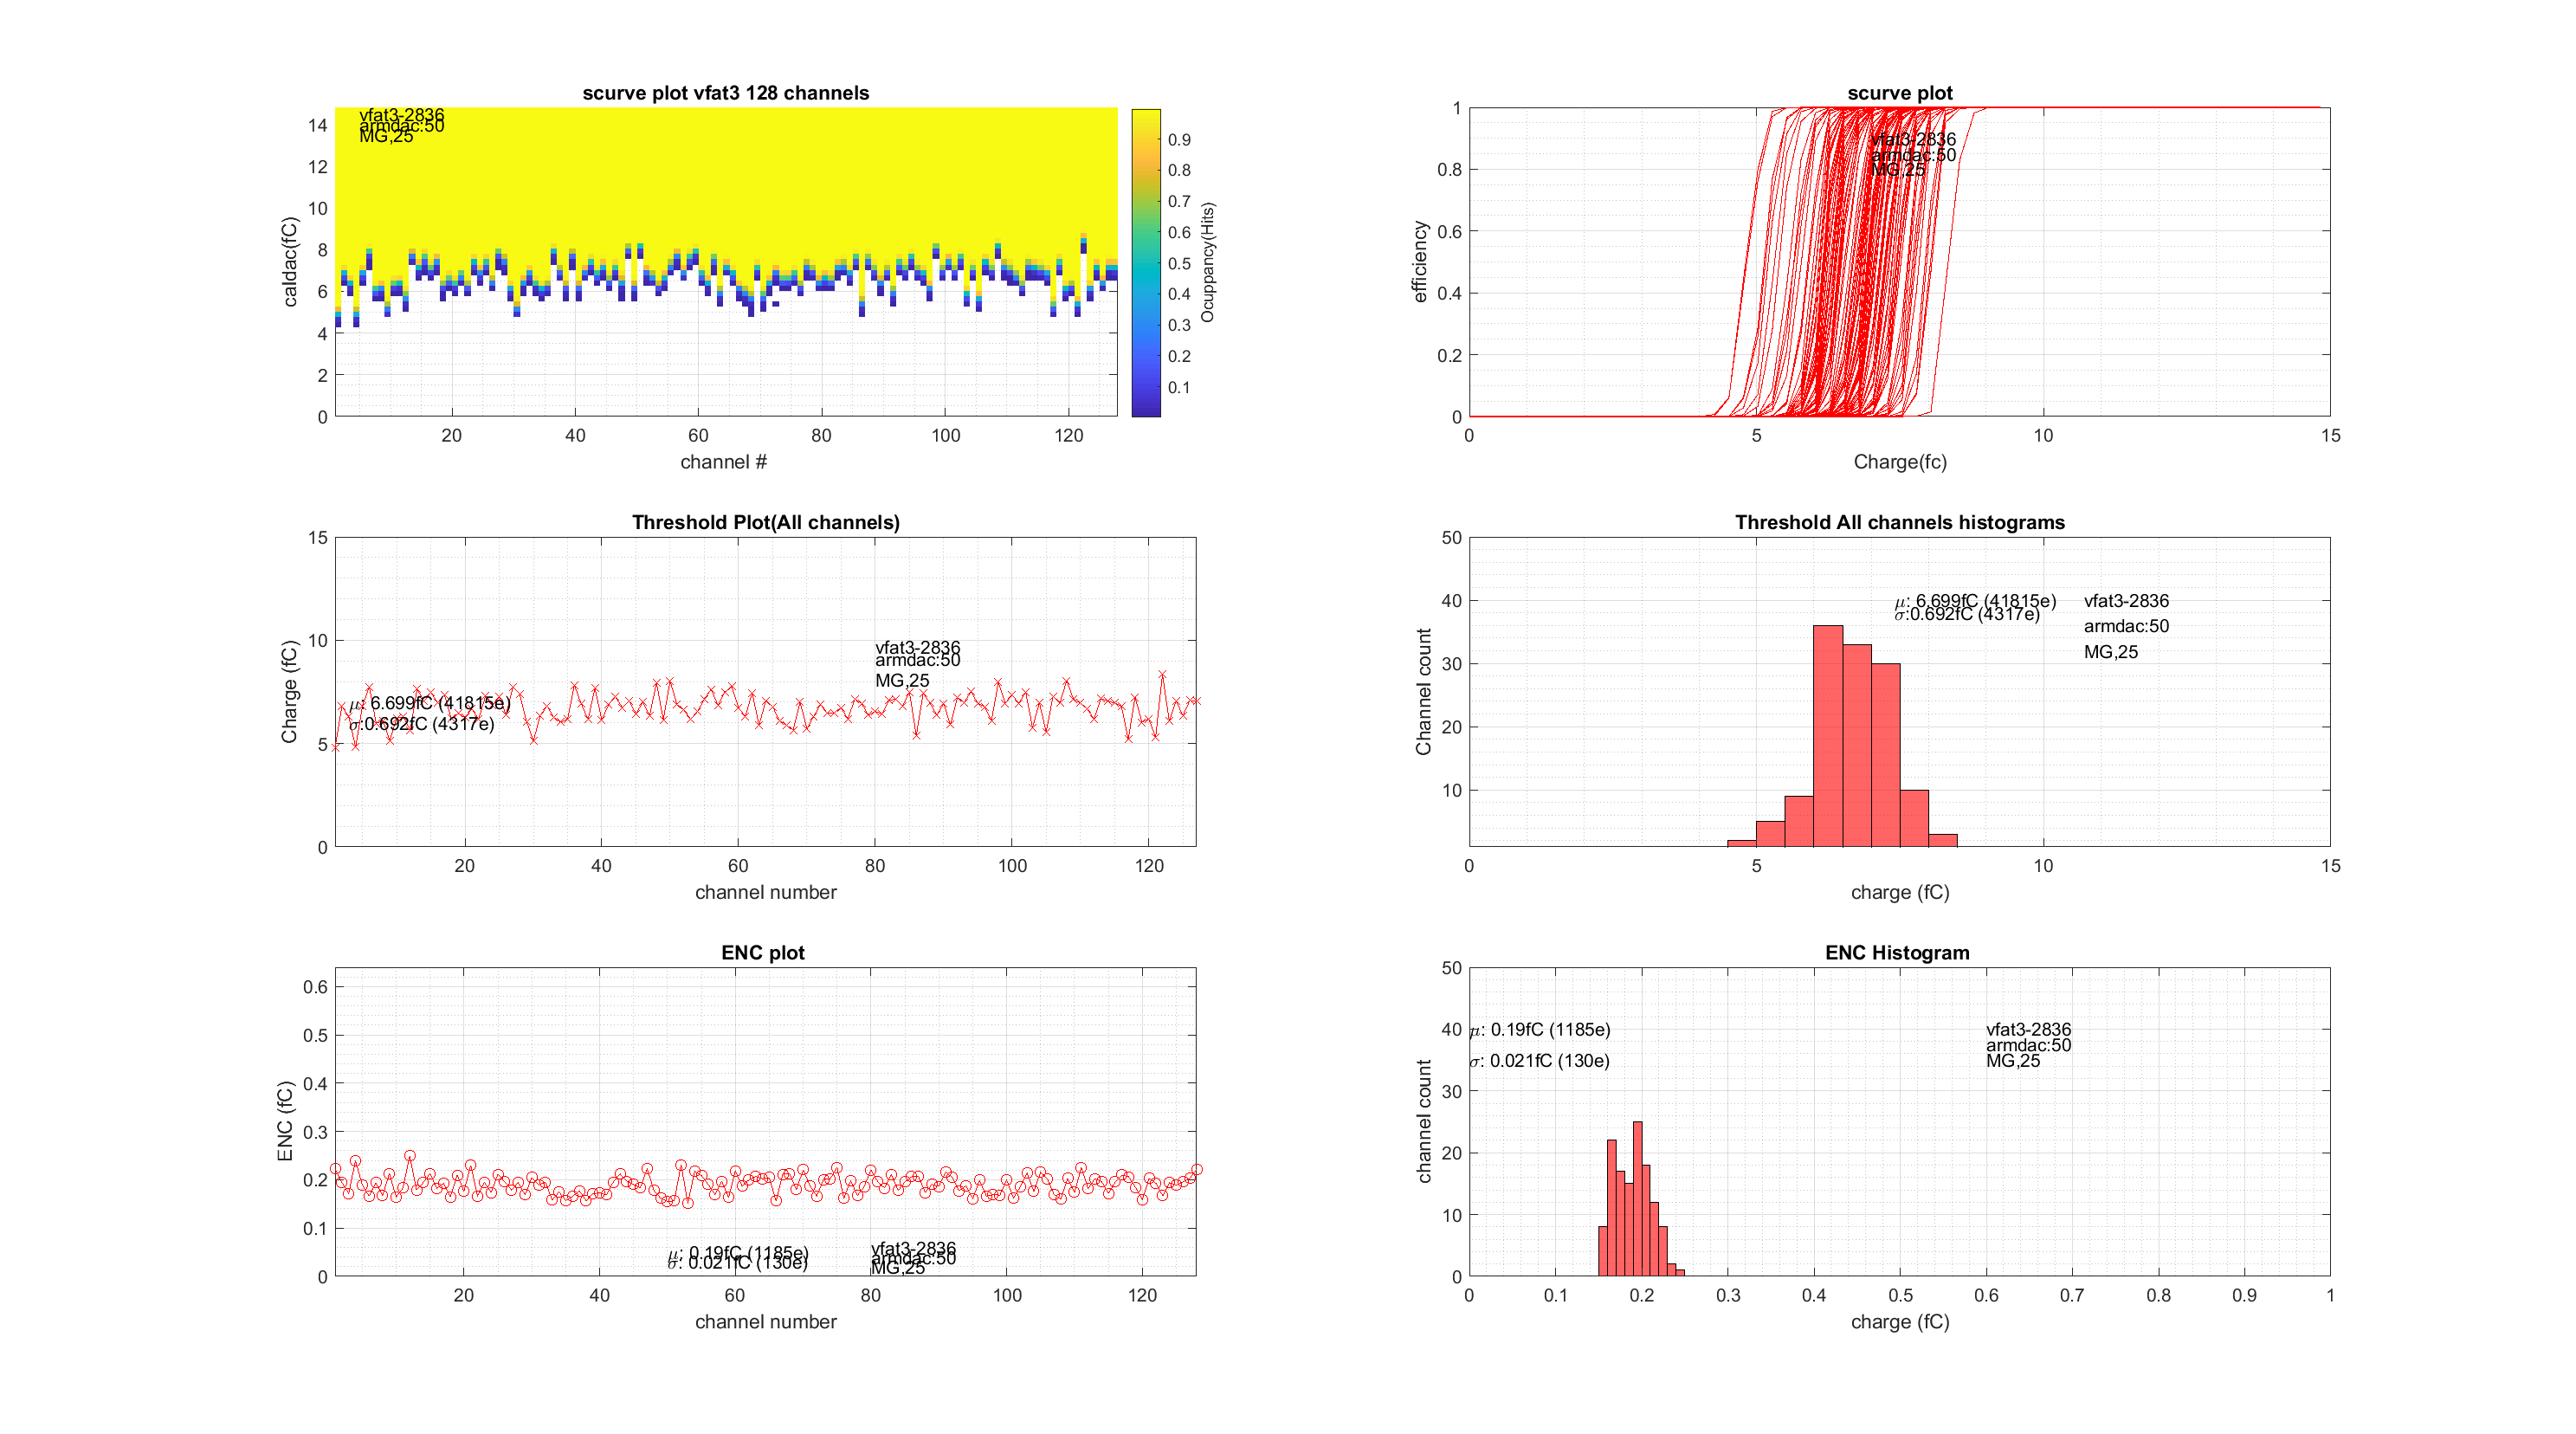 scurve plot vfat3 128 channels
vfat3-2836
armdac:50
MG,25
14
12
10
8
6
4
2
0
caldac(fC)
20
40
60
80
100
120
channel #
0.9
0.8
0.7
0.6
0.5
0.4
0.3
0.2
0.1
Ocuppancy(Hits)
scurve plot
vfat3-2836
armdac:50
MG,25
1
0.8
0.6
0.4
0.2
0
efficiency
0
5
10
15
Charge(fc)
Threshold Plot(All channels)
vfat3-2836
armdac:50
MG,25
μ: 6.699fC (41815e)
σ:0.692fC (4317e)
15
10
5
0
Charge (fC)
20
40
60
80
100
120
channel number
Threshold All channels histograms
μ: 6.699fC (41815e)
σ:0.692fC (4317e)
vfat3-2836
armdac:50
MG,25
50
40
30
20
10
Channel count
0
5
10
15
charge (fC)
ENC plot
0.6
0.5
0.4
0.3
0.2
0.1
0
ENC (fC)
μ: 0.19fC (1185e)
σ: 0.021fC (130e)
vfat3-2836
armdac:50
MG,25
20
40
60
80
100
120
channel number
ENC Histogram
μ: 0.19fC (1185e)
σ: 0.021fC (130e)
vfat3-2836
armdac:50
MG,25
50
40
30
20
10
0
channel count
0
0.1
0.2
0.3
0.4
0.5
0.6
0.7
0.8
0.9
1
charge (fC)